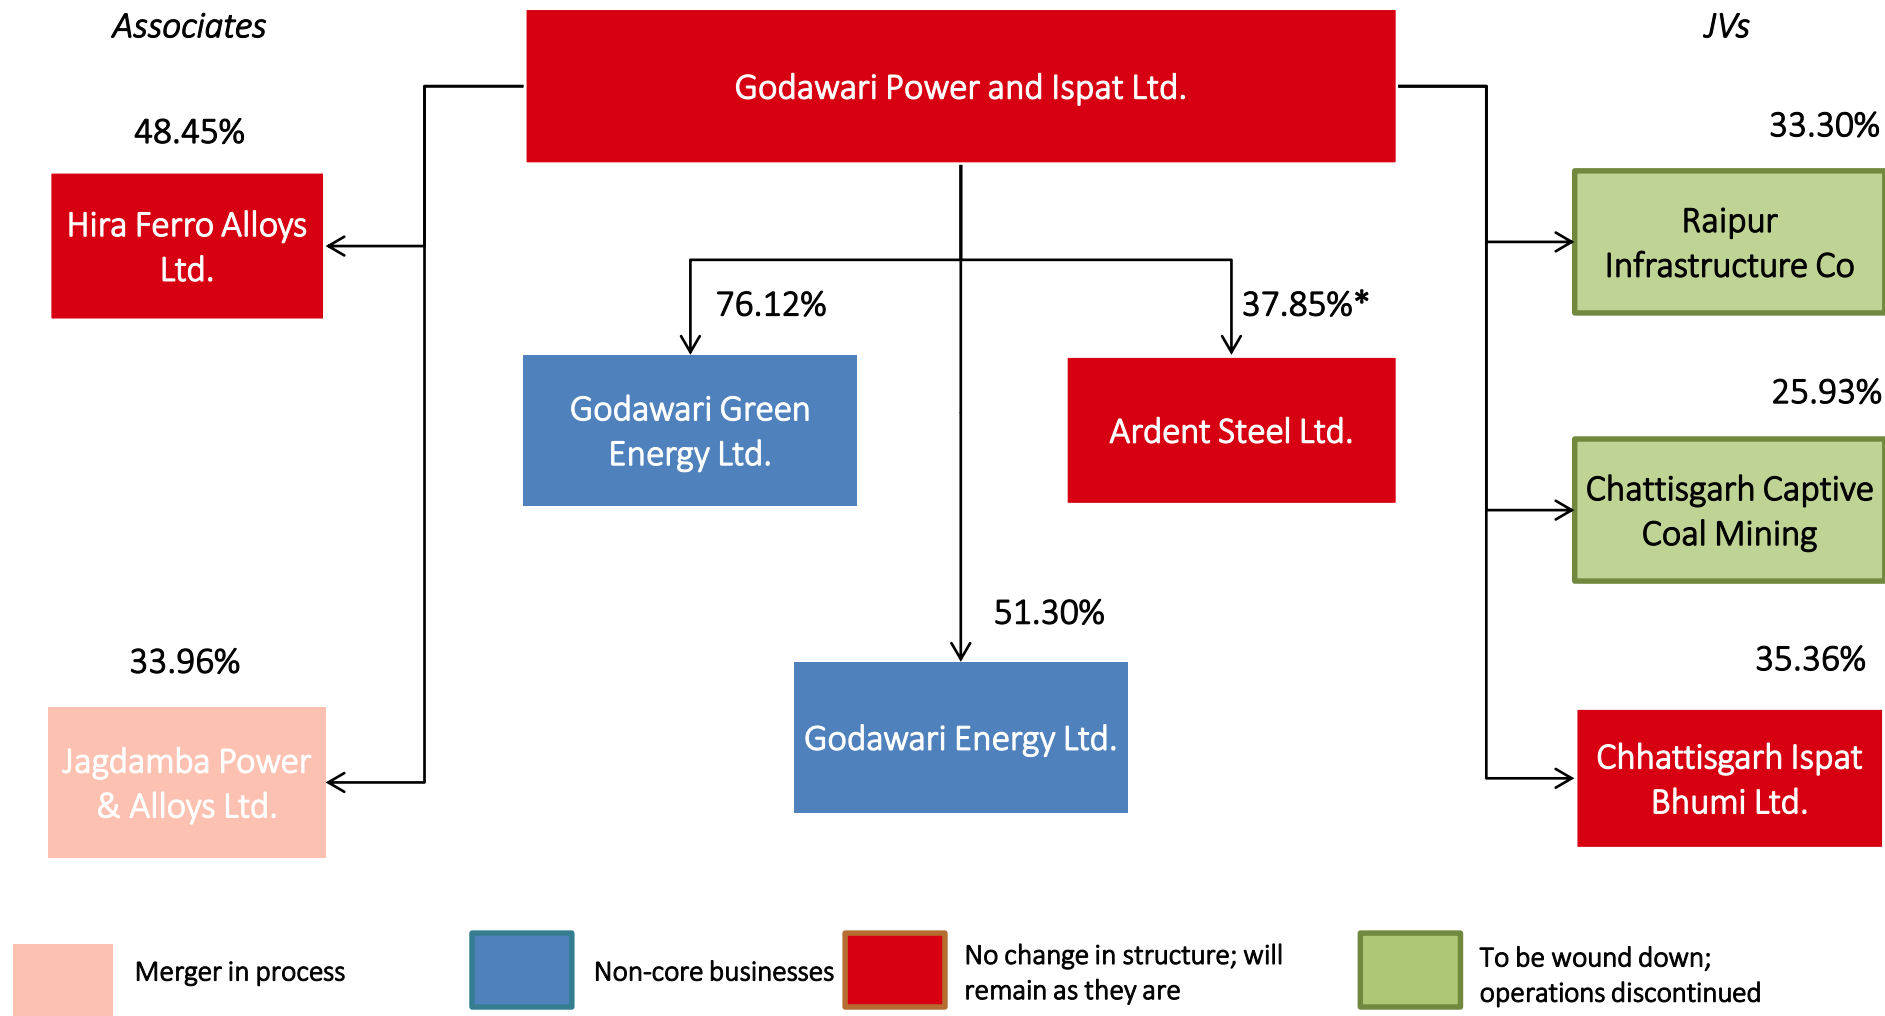 Associates
Godawari Power and Ispat Ltd.
JVs
48.45%
Hira Ferro Alloys
Ltd.
33.96%
Jagdamba Power
& Alloys Ltd.
76.12%
Godawari Green
Energy Ltd.
37.85%*
Ardent Steel Ltd.
51.30%
Godawari Energy Ltd.
33.30%
Raipur
Infrastructure Co
25.93%
Chattisgarh Captive
Coal Mining
35.36%
Chhattisgarh Ispat
Bhumi Ltd.
Merger in process
Non-core businesses
No change in structure; will
remain as they are
To be wound down;
operations discontinued